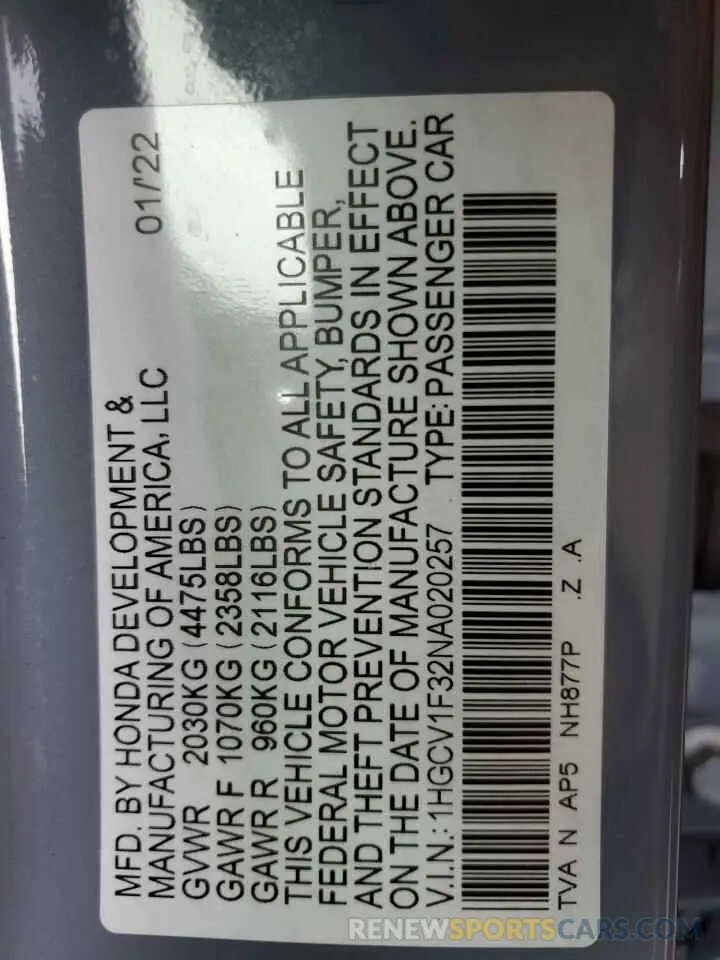 MFD. BY HONDA DEVELOPMENT &
MANUFACTURING OF AMERICA, LLC 01/22
GVWR 2030KG (4475LBS)
GAWR F 1070KG (2358LBS)
GAWR R 960KG (2116LBS)
THIS VEHICLE CONFORMS TO ALL APPLICABLE
FEDERAL MOTOR VEHICLE SAFETY, BUMPER,
AND THEFT PREVENTION STANDARDS IN EFFECT
ON THE DATE OF MANUFACTURE SHOWN ABOVE.
V.I.N.: 1HGCV1F32NA020257 TYPE: PASSENGER CAR
TVA N AP5 NH877P .Z .A
RENEWSPORTSCARS.COM